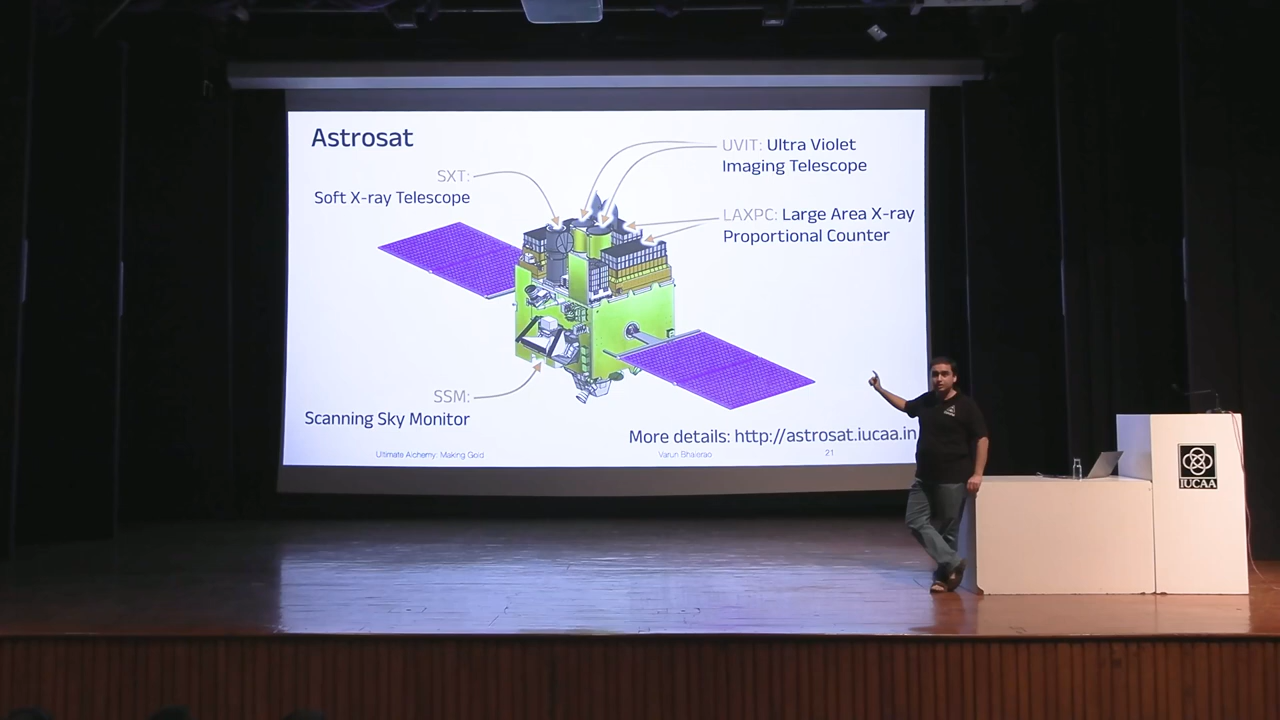 Astrosat
SXT:
Soft X-ray Telescope
UVIT: Ultra Violet
Imaging Telescope
LAXPC: Large Area X-ray
Proportional Counter
SSM:
Scanning Sky Monitor
More details: http://astrosat.iucaa.in
Ultimate Alchemy: Making Gold
Varun Bhalerao
21
IUCAA